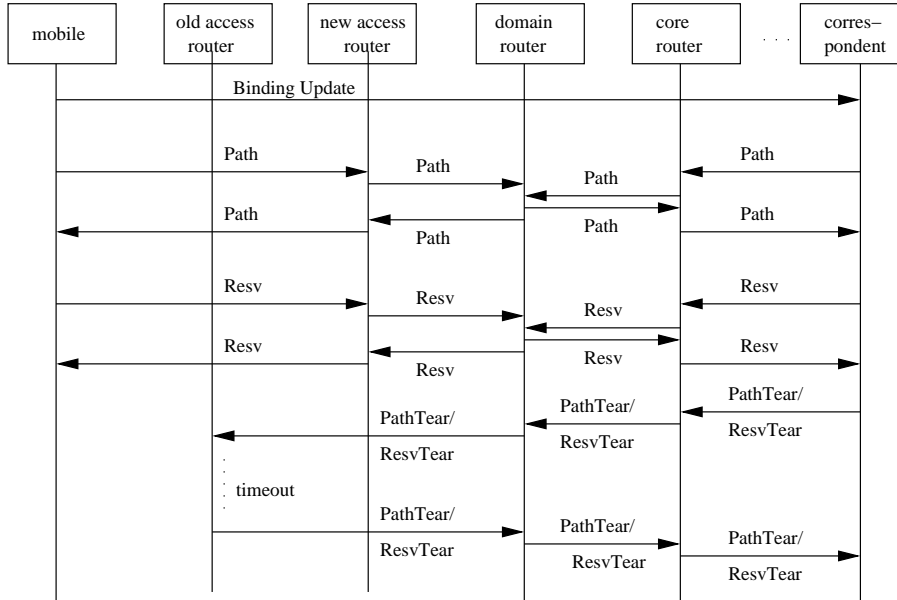 mobile
old access
router
new access
router
domain
router
core
router
. . .
corres–
pondent
Binding Update
Path
Path
Path
Path
Path
Path
Path
Path
Resv
Resv
Resv
Resv
Resv
Resv
Resv
Resv
PathTear/
ResvTear
PathTear/
ResvTear
PathTear/
ResvTear
timeout
PathTear/
ResvTear
PathTear/
ResvTear
PathTear/
ResvTear